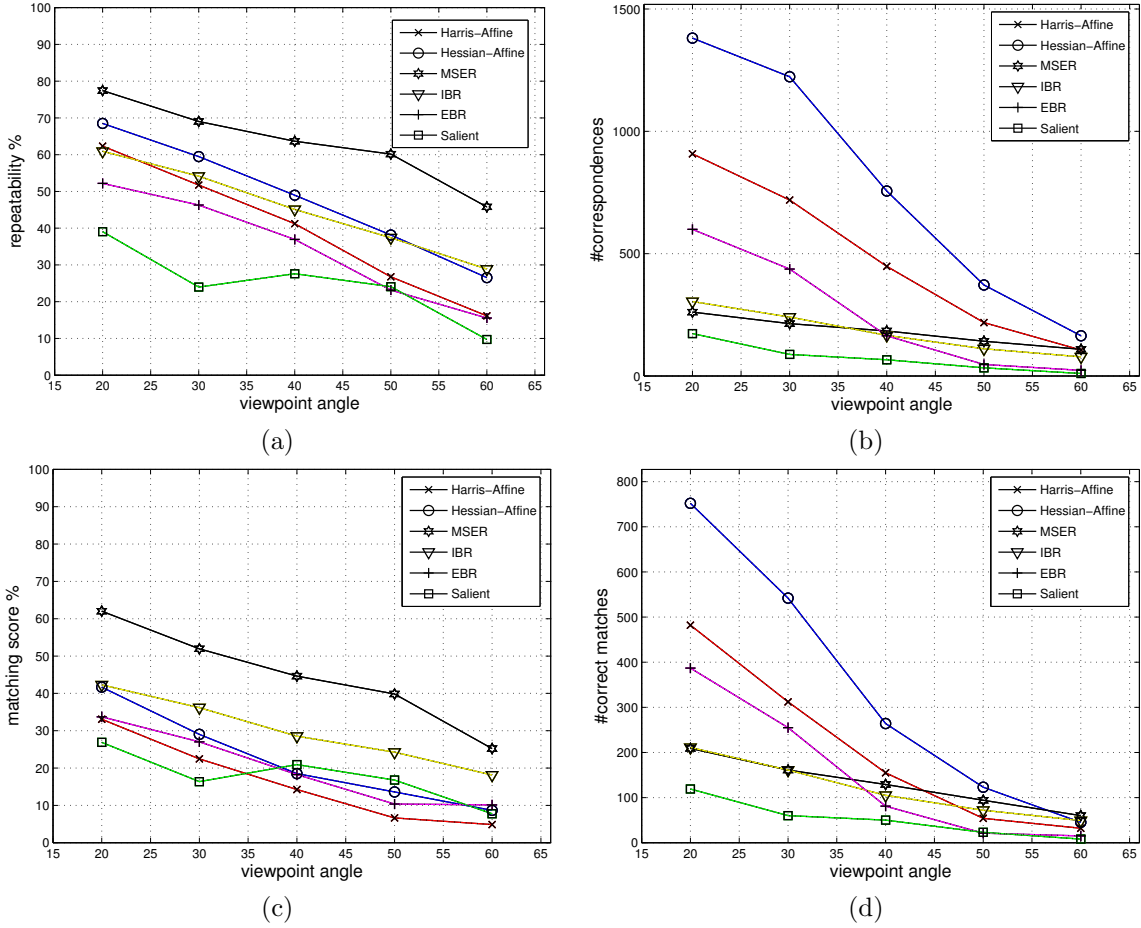 100
90
80
70
60
50
40
30
20
10
0
repeatability %
Harris−Affine
Hessian−Affine
MSER
IBR
EBR
Salient
15 20 25 30 35 40 45 50 55 60 65
viewpoint angle
(a)
1500
1000
500
0
#correspondences
Harris−Affine
Hessian−Affine
MSER
IBR
EBR
Salient
15 20 25 30 35 40 45 50 55 60 65
viewpoint angle
(b)
100
90
80
70
60
50
40
30
20
10
0
matching score %
Harris−Affine
Hessian−Affine
MSER
IBR
EBR
Salient
15 20 25 30 35 40 45 50 55 60 65
viewpoint angle
(c)
800
700
600
500
400
300
200
100
0
#correct matches
Harris−Affine
Hessian−Affine
MSER
IBR
EBR
Salient
15 20 25 30 35 40 45 50 55 60 65
viewpoint angle
(d)